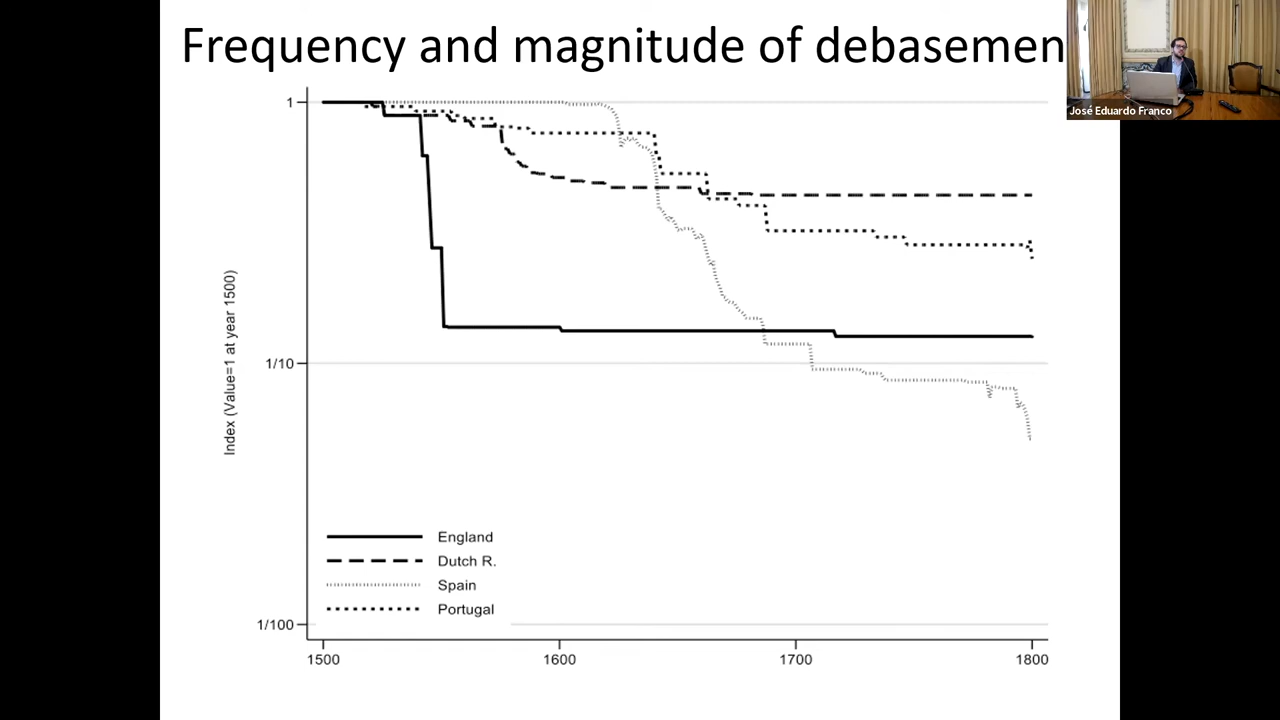 Frequency and magnitude of debasemen
José Eduardo Franco
1
1/10
1/100
Index (Value=1 at year 1500)
England
Dutch R.
Spain
Portugal
1500
1600
1700
1800